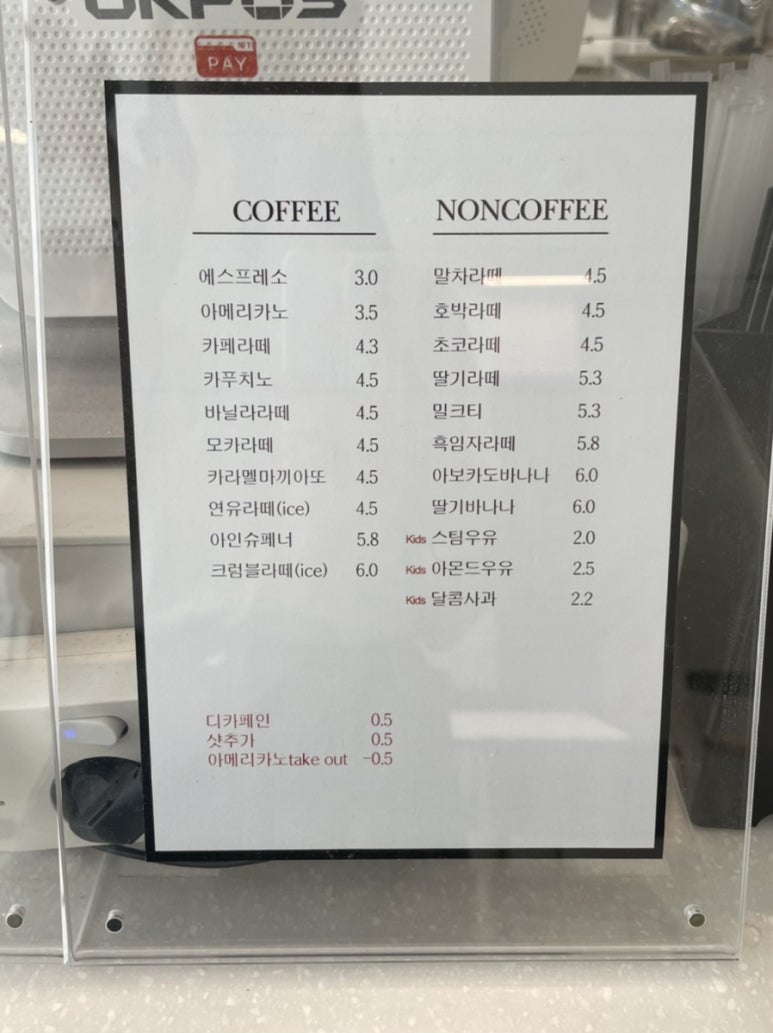 OKPOS
PAY
COFFEE
에스프레소 3.0
아메리카노 3.5
카페라떼 4.3
카푸치노 4.5
바닐라라떼 4.5
모카라떼 4.5
카라멜마끼아또 4.5
연유라떼(ice) 4.5
아인슈페너 5.8
크럼블라떼(ice) 6.0
NONCOFFEE
말차라떼 4.5
호박라떼 4.5
초코라떼 4.5
딸기라떼 5.3
밀크티 5.3
흑임자라떼 5.8
아보카도바나나 6.0
딸기바나나 6.0
Kids 스팀우유 2.0
Kids 아몬드우유 2.5
Kids 달콤사과 2.2
디카페인 0.5
샷추가 0.5
아메리카노take out -0.5